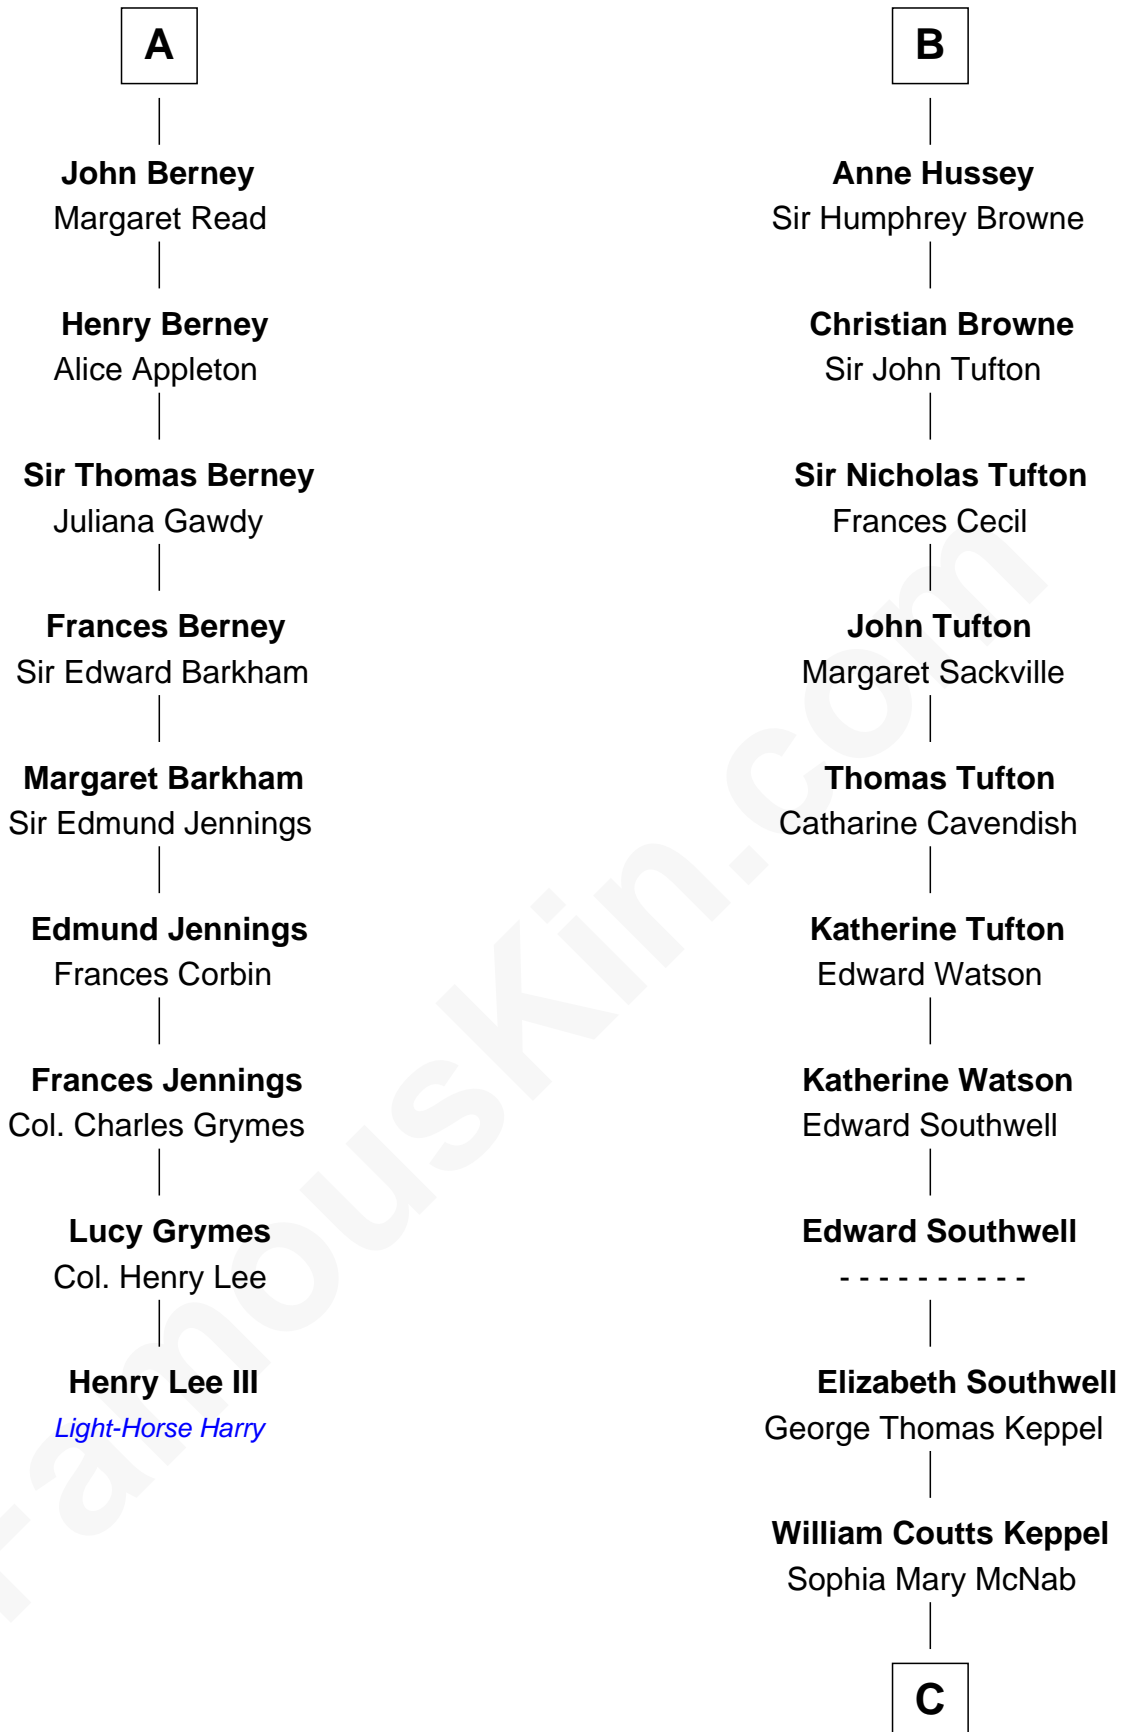 A
John Berney
Margaret Read
Henry Berney
Alice Appleton
Sir Thomas Berney
Juliana Gawdy
Frances Berney
Sir Edward Barkham
Margaret Barkham
Sir Edmund Jennings
Edmund Jennings
Frances Corbin
Frances Jennings
Col. Charles Grymes
Lucy Grymes
Col. Henry Lee
Henry Lee III
Light-Horse Harry
B
Anne Hussey
Sir Humphrey Browne
Christian Browne
Sir John Tufton
Sir Nicholas Tufton
Frances Cecil
John Tufton
Margaret Sackville
Thomas Tufton
Catharine Cavendish
Katherine Tufton
Edward Watson
Katherine Watson
Edward Southwell
Edward Southwell
- - - - - - - - - -
Elizabeth Southwell
George Thomas Keppel
William Coutts Keppel
Sophia Mary McNab
C
FamousKin.com